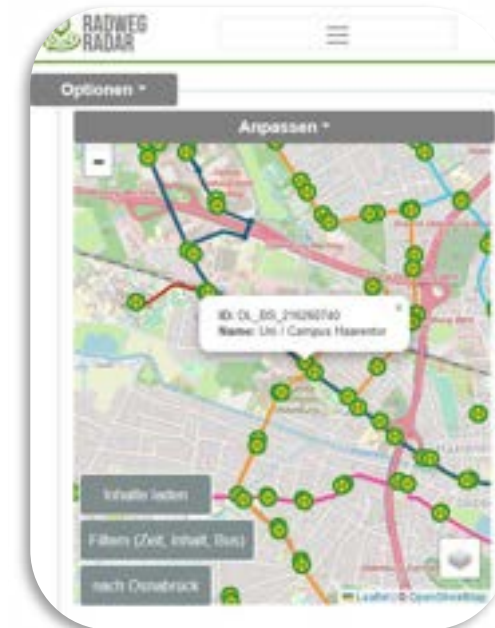 RADWEG
RADAR
Optionen
Anpassen
-
ID: OL_BS_216260740
Name: Uni / Campus Haarentor
×
Inhalte laden
Filtern (Zeit, Inhalt, Bus)
nach Osnabrück
Leaflet | © OpenStreetMap